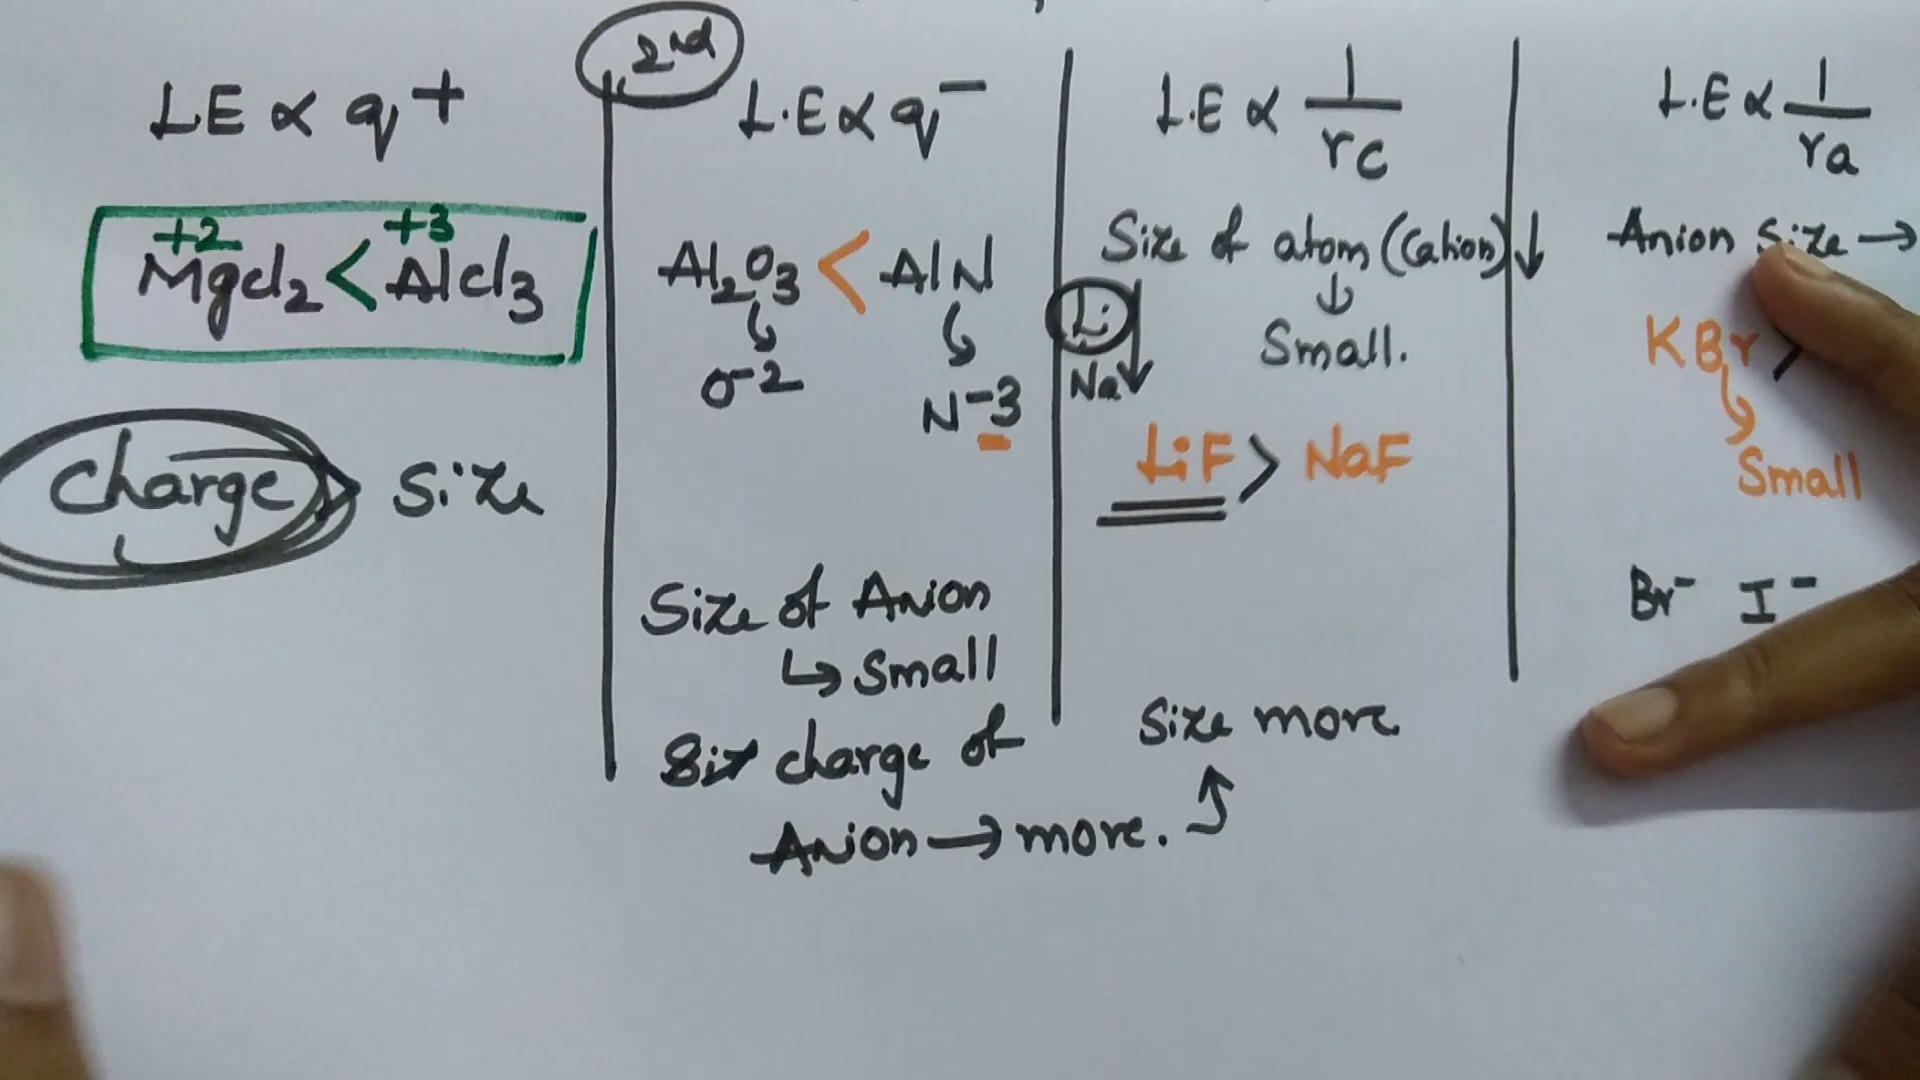 LE ∝ q+
+2 +3
Mgcl2 < Alcl3
Charge > Size
2nd
L.E ∝ q-
Al2O3 < AlN
O-2
N-3
Size of Anion
↳ Small
charge of
Anion → more.
L.E ∝ 1/rc
Size of atom (Cation) ↓
↓
Small.
Li
Na
LiF > NaF
Size more
L.E ∝ 1/ra
Anion Size →
KBr >
Small
Br- I-